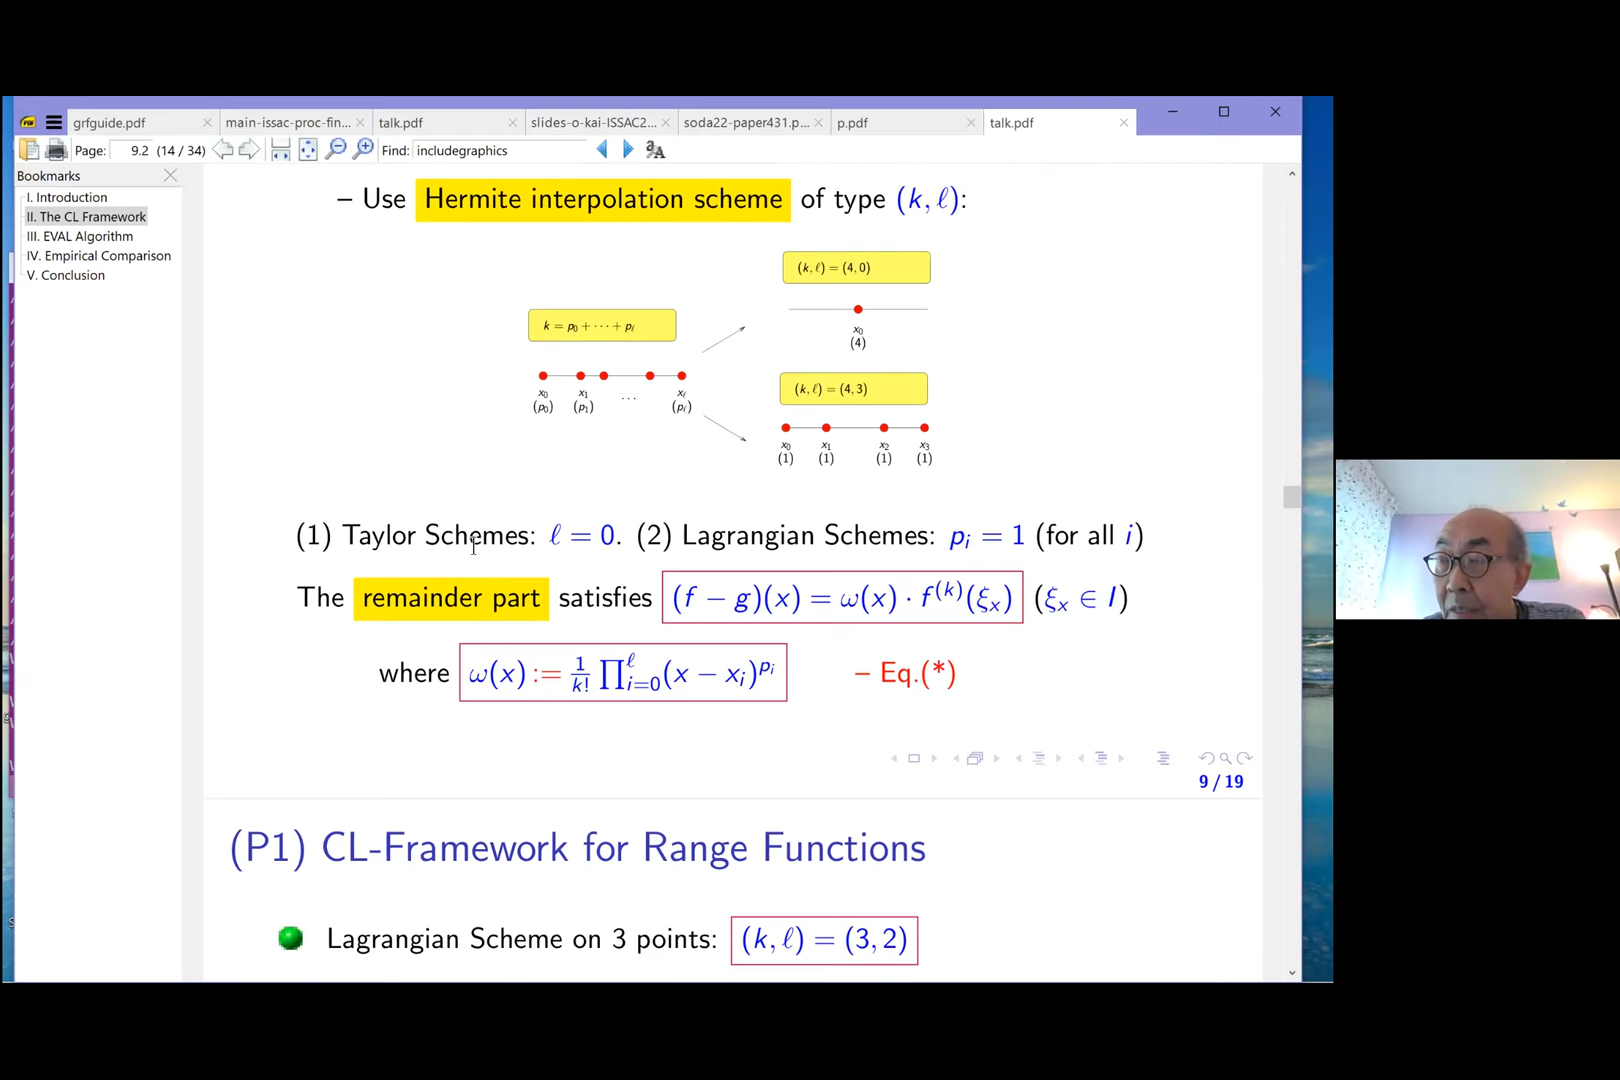 grfguide.pdf
main-issac-proc-fin...
talk.pdf
slides-o-kai-ISSAC2...
soda22-paper431.p...
p.pdf
talk.pdf
Page: 9.2 (14 / 34)
Find: includegraphics
Bookmarks
I. Introduction
II. The CL Framework
III. EVAL Algorithm
IV. Empirical Comparison
V. Conclusion
– Use Hermite interpolation scheme of type (k, ℓ):
(k, ℓ) = (4, 0)
x₀
(4)
k = p₀ + ⋯ + p_ℓ
x₀ x₁ ⋯ x_ℓ
(p₀) (p₁) (p_ℓ)
(k, ℓ) = (4, 3)
x₀ x₁ x₂ x₃
(1) (1) (1) (1)
(1) Taylor Schemes: ℓ = 0. (2) Lagrangian Schemes: pᵢ = 1 (for all i)
The remainder part satisfies (f − g)(x) = ω(x) · f⁽ᵏ⁾(ξₓ) (ξₓ ∈ I)
where ω(x) := 1/k! ∏_{i=0}^{ℓ} (x − xᵢ)^{pᵢ} – Eq.(*)
9 / 19
(P1) CL-Framework for Range Functions
Lagrangian Scheme on 3 points: (k, ℓ) = (3, 2)